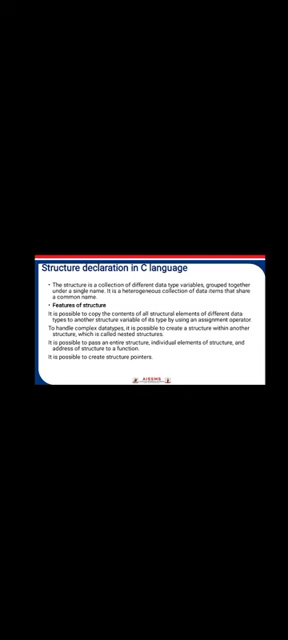 Structure declaration in C language
• The structure is a collection of different data type variables, grouped together
under a single name. It is a heterogeneous collection of data items that share
a common name.
• Features of structure
It is possible to copy the contents of all structural elements of different data
types to another structure variable of its type by using an assignment operator
To handle complex datatypes, it is possible to create a structure within another
structure, which is called nested structures.
It is possible to pass an entire structure, individual elements of structure, and
address of structure to a function.
It is possible to create structure pointers.
AISSMS